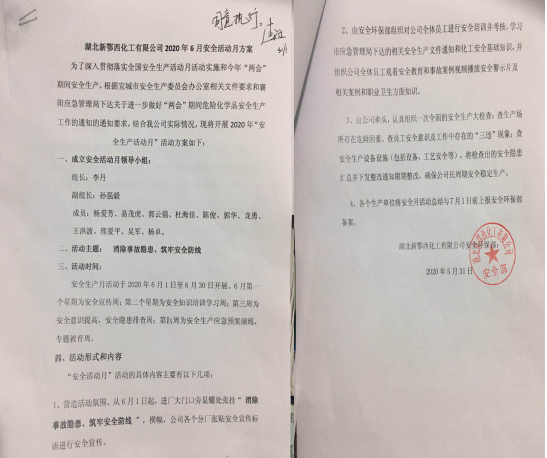 同意执行。
湖北新鄂西化工有限公司2020年6月安全活动月方案
为了深入贯彻落实全国安全生产月活动实施和今年“两会”
期间安全生产，根据宜城市安全生产委员会办公室相关文件要求和襄
阳应急管理局下达关于进一步做好“两会”期间危险化学品安全生产
工作的通知的通知要求，结合我公司实际情况，现将开展2020年“安
全生产活动月”活动方案如下：
一、成立安全活动月领导小组：
组长：李丹
副组长：孙强毅
成员：杨爱芳、易茂虎、郭云强、杜海佳、陈俊、郭华、龙勇、
王洪波、邢爱平、吴军、杨卓。
二、活动主题： 消除事故隐患、筑牢安全防线
三、活动时间：
安全生产月活动于2020年6月1日至6月30日开展。6月第一
个星期为安全宣传周；第二个星期为安全知识培训学习周；第三周为
安全意识提高，安全隐患排查周；第四周为安全生产应急预案演练，
专题教育周。
四、活动形式和内容
“安全活动月”活动的具体内容主要有以下几项：
1、营造活动氛围、从6月1日起，进厂大门口旁显耀处张挂“消除
事故隐患、筑牢安全防线”，横幅，公司各个分厂张贴安全宣传标
语进行安全宣传。
2、由安全环保部组织对公司全体员工进行安全培训并考核，学习
市应急管理局下达的相关安全生产文件通知和化工安全基础知识，并
组织公司全体员工观看安全教育和事故案例视频播放安全警示片及
相关案例和职业卫生方面知识。
3、由公司牵头，认真组织一次全面的安全生产大检查：查生产场
所存在危险因素、查员工安全意识及工作中存在的“三违”现象；查
安全生产设备设施（包括设备，工艺安全等），将检查出的安全隐患
汇总并下发整改通知限期整改，确保公司长周期安全稳定生产。
4、各个生产单位将安全月活动总结与7月1日前上报安全环保部
备案。
湖北新鄂西化工有限公司安全环保部：
2020年5月31日
安全部